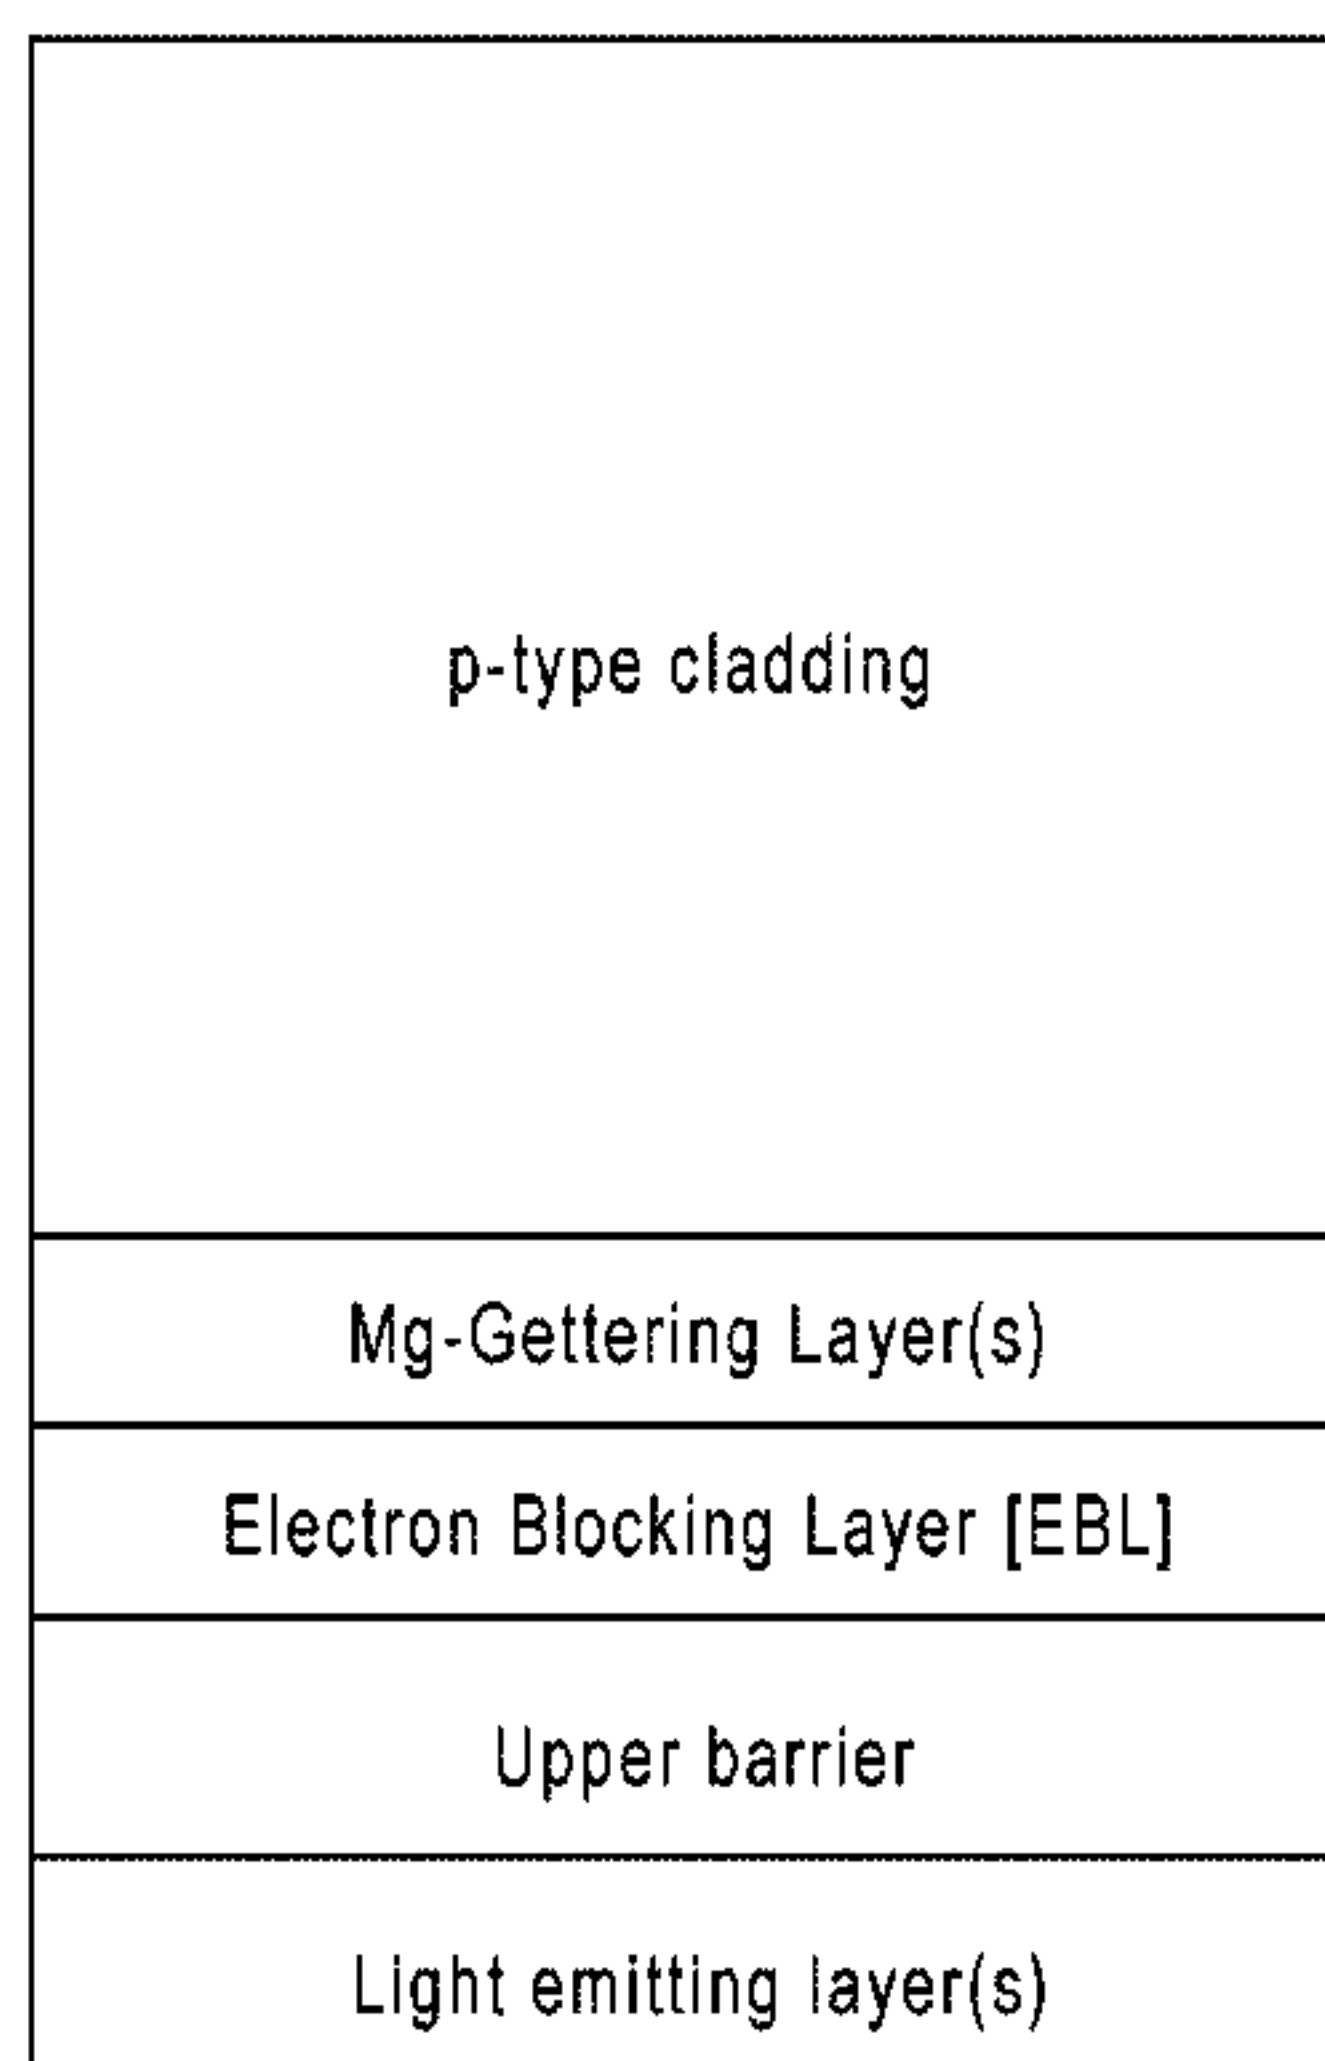 p-type cladding
Mg-Gettering Layer(s)
Electron Blocking Layer [EBL]
Upper barrier
Light emitting layer(s)